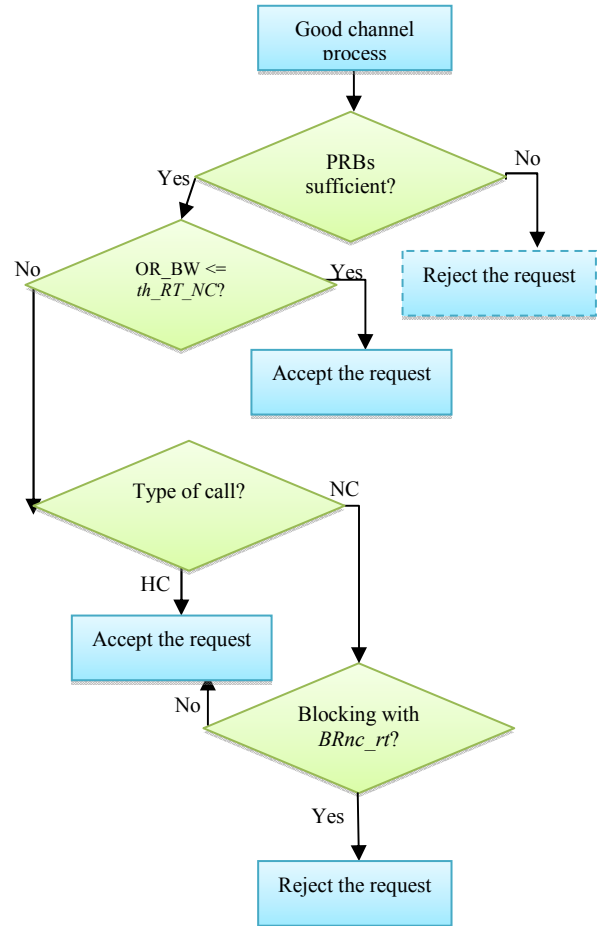 Good channel
process
PRBs
sufficient?
Yes
No
OR_BW <=
th_RT_NC?
No
Yes
Reject the request
Accept the request
Type of call?
NC
HC
Accept the request
No
Blocking with
BRnc_rt?
Yes
Reject the request